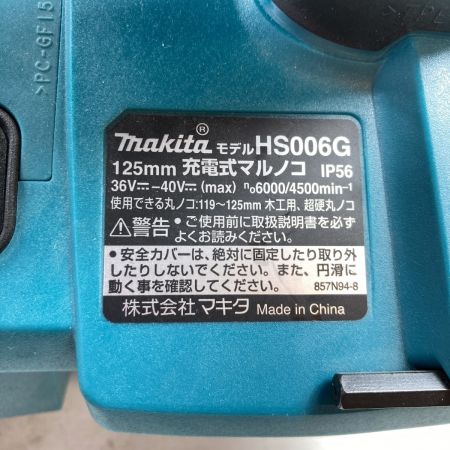 >PC-GF15
makita® モデル HS006G
125mm 充電式マルノコ IP56
36V⎓-40V⎓(max) n₀6000/4500min⁻¹
使用できる丸ノコ:119~125mm 木工用、超硬丸ノコ
⚠警告 ・ご使用前に取扱説明書を必ず
よくお読みください。
・安全カバーは、絶対に固定したり取り外
したりしないでください。また、円滑に
動く事を確認してください。 857N94-8
株式会社 マキタ Made in China